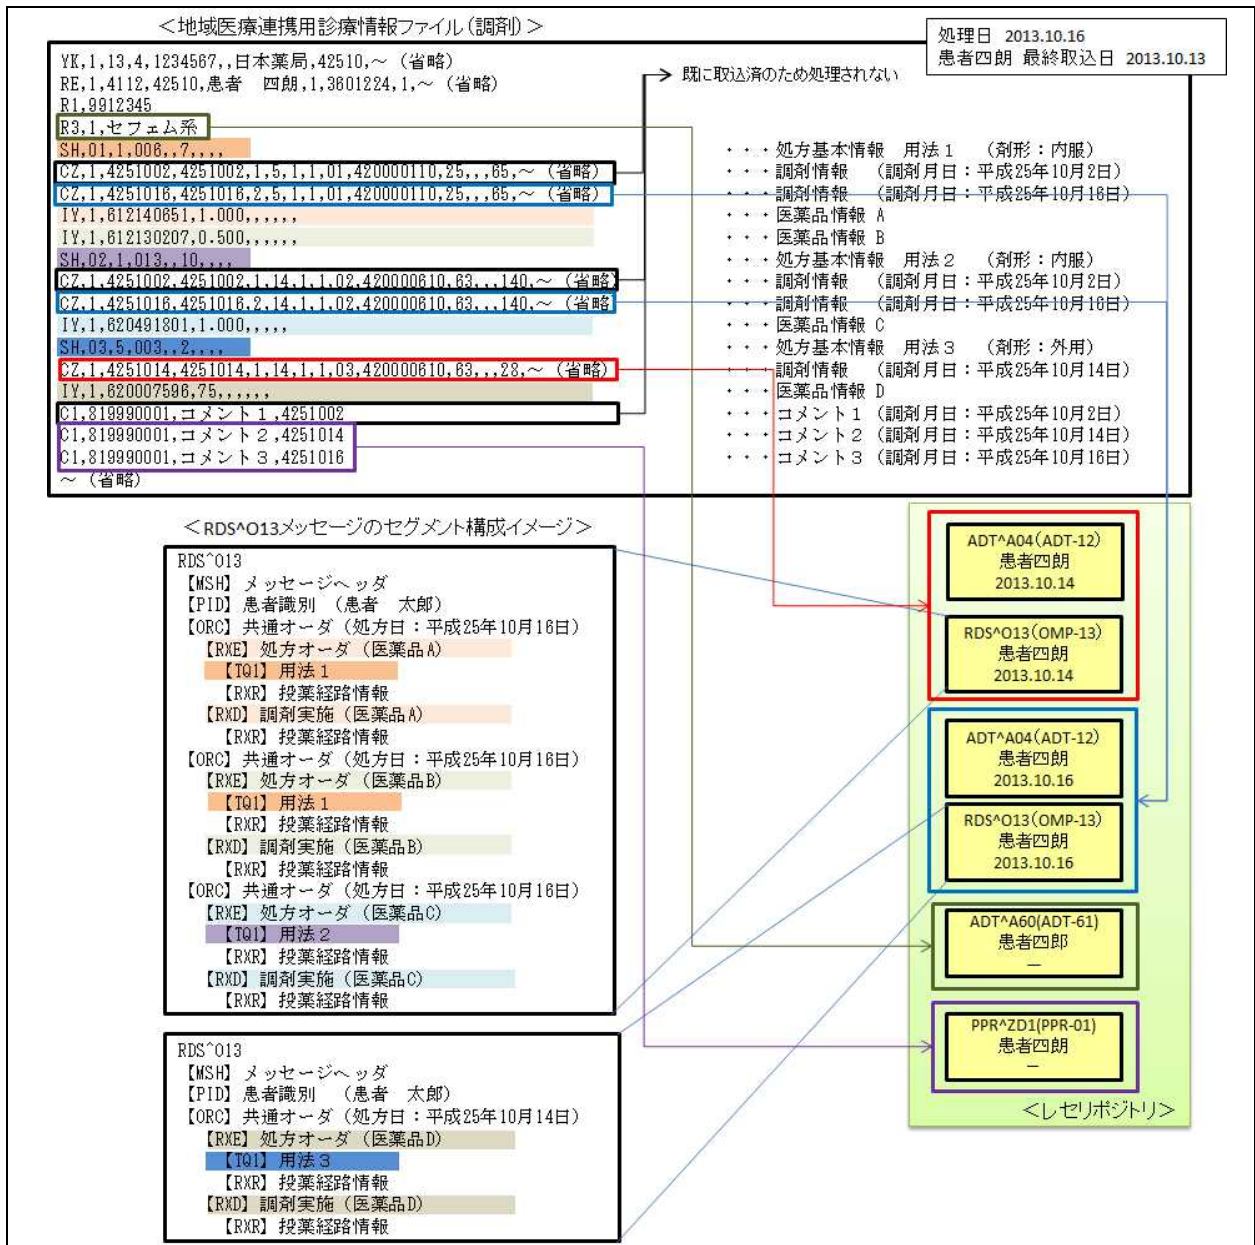 ＜地域医療連携用診療情報ファイル（調剤）＞
処理日 2013.10.16
患者四朗 最終取込日 2013.10.13
YK,1,13,4,1234567,,日本薬局,42510,～（省略）
RE,1,4112,42510,患者　四朗,1,3601224,1,～（省略）
既に取込済のため処理されない
R1,9912345
R3,1,セフェム系
SH,01,1,006,,7,,,, ・・・処方基本情報　用法１　（剤形：内服）
CZ,1,4251002,4251002,1,5,1,1,01,420000110,25,,,65,～（省略） ・・・調剤情報　（調剤月日：平成25年10月2日）
CZ,1,4251016,4251016,2,5,1,1,01,420000110,25,,,65,～（省略） ・・・調剤情報　（調剤月日：平成25年10月16日）
IY,1,612140651,1.000,,,,,, ・・・医薬品情報 A
IY,1,612130207,0.500,,,,,, ・・・医薬品情報 B
SH,02,1,013,,10,,,, ・・・処方基本情報　用法２　（剤形：内服）
CZ,1,4251002,4251002,1,14,1,1,02,420000610,63,,,140,～（省略） ・・・調剤情報　（調剤月日：平成25年10月2日）
CZ,1,4251016,4251016,2,14,1,1,02,420000610,63,,,140,～（省略） ・・・調剤情報　（調剤月日：平成25年10月16日）
IY,1,620491801,1.000,,,,, ・・・医薬品情報 C
SH,03,5,003,,2,,,, ・・・処方基本情報　用法３　（剤形：外用）
CZ,1,4251014,4251014,1,14,1,1,03,420000610,63,,,28,～（省略） ・・・調剤情報　（調剤月日：平成25年10月14日）
IY,1,620007596,75,,,,,, ・・・医薬品情報 D
C1,819990001,コメント１,4251002 ・・・コメント１（調剤月日：平成25年10月2日）
C1,819990001,コメント２,4251014 ・・・コメント２（調剤月日：平成25年10月14日）
C1,819990001,コメント３,4251016 ・・・コメント３（調剤月日：平成25年10月16日）
～（省略）
＜RDS^O13メッセージのセグメント構成イメージ＞
RDS^O13
【MSH】メッセージヘッダ
【PID】患者識別　（患者　太郎）
【ORC】共通オーダ（処方日：平成25年10月16日）
【RXE】処方オーダ（医薬品A）
【TQ1】用法１
【RXR】投薬経路情報
【RXD】調剤実施（医薬品A）
【RXR】投薬経路情報
【ORC】共通オーダ（処方日：平成25年10月16日）
【RXE】処方オーダ（医薬品B）
【TQ1】用法１
【RXR】投薬経路情報
【RXD】調剤実施（医薬品B）
【RXR】投薬経路情報
【ORC】共通オーダ（処方日：平成25年10月16日）
【RXE】処方オーダ（医薬品C）
【TQ1】用法２
【RXR】投薬経路情報
【RXD】調剤実施（医薬品C）
【RXR】投薬経路情報
RDS^O13
【MSH】メッセージヘッダ
【PID】患者識別　（患者　太郎）
【ORC】共通オーダ（処方日：平成25年10月14日）
【RXE】処方オーダ（医薬品D）
【TQ1】用法３
【RXR】投薬経路情報
【RXD】調剤実施（医薬品D）
【RXR】投薬経路情報
ADT^A04(ADT-12)
患者四朗
2013.10.14
RDS^O13(OMP-13)
患者四朗
2013.10.14
ADT^A04(ADT-12)
患者四朗
2013.10.16
RDS^O13(OMP-13)
患者四朗
2013.10.16
ADT^A60(ADT-61)
患者四郎
－
PPR^ZD1(PPR-01)
患者四朗
－
＜レセリポジトリ＞